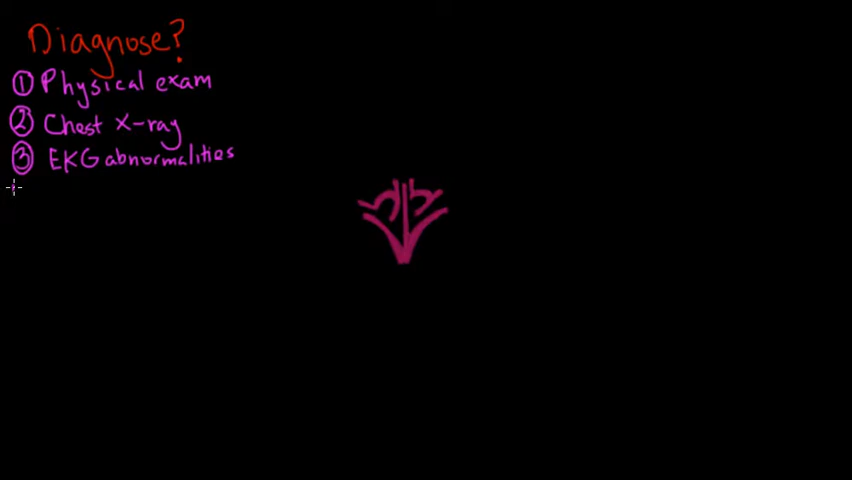 Diagnose?
① Physical exam
② Chest X-ray
③ EKG abnormalities